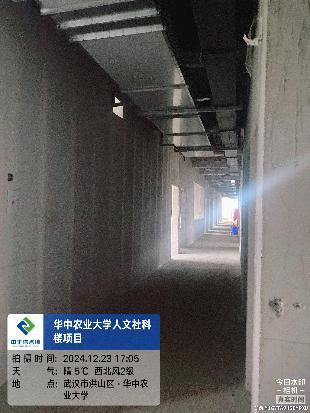 华中农业大学人文社科
楼项目
拍摄时间：2024.12.23 17:05
天 气：晴 5℃ 西北风2级
地 点：武汉市洪山区·华中农
业大学
今日水印
相机
真实时间